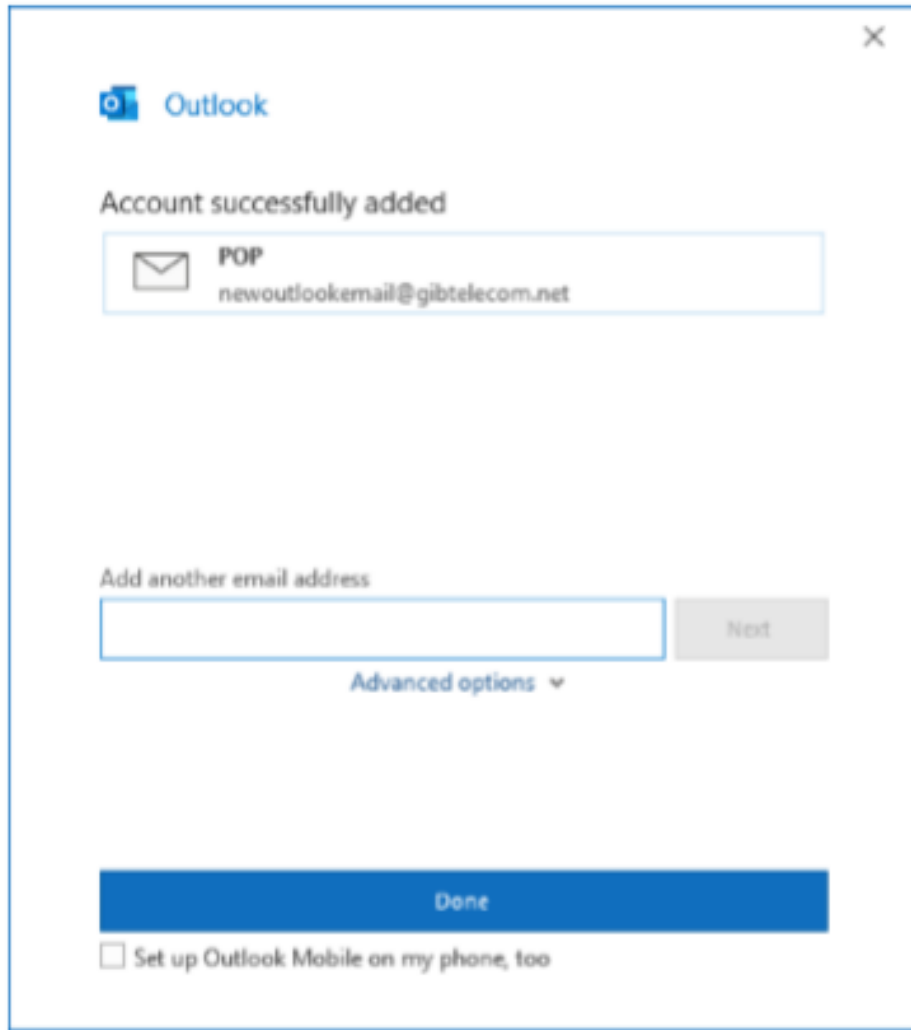 Outlook
Account successfully added
POP
newoutlookemail@gibtelecom.net
Add another email address
Next
Advanced options
Done
Set up Outlook Mobile on my phone, too